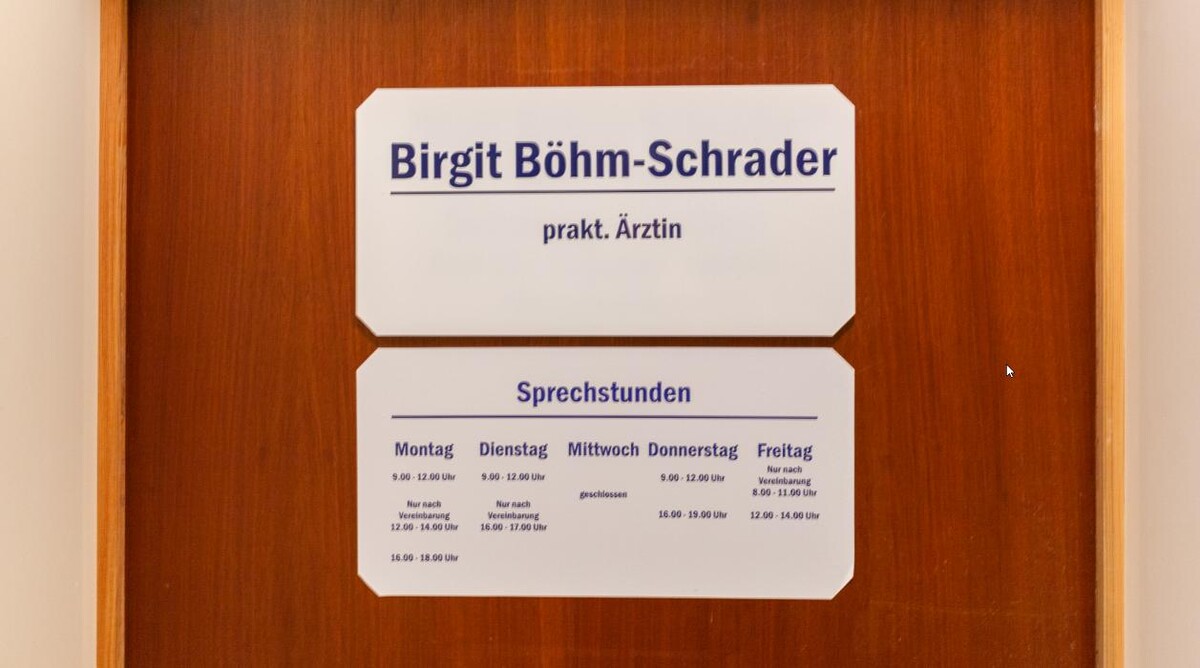 Birgit Böhm-Schrader
prakt. Ärztin
Sprechstunden
Montag Dienstag Mittwoch Donnerstag Freitag
9.00 - 12.00 Uhr
Nur nach
Vereinbarung
12.00 - 14.00 Uhr
16.00 - 18.00 Uhr
9.00 - 12.00 Uhr
Nur nach
Vereinbarung
16.00 - 17.00 Uhr
geschlossen
9.00 - 12.00 Uhr
16.00 - 19.00 Uhr
Nur nach
Vereinbarung
8.00 - 11.00 Uhr
12.00 - 14.00 Uhr